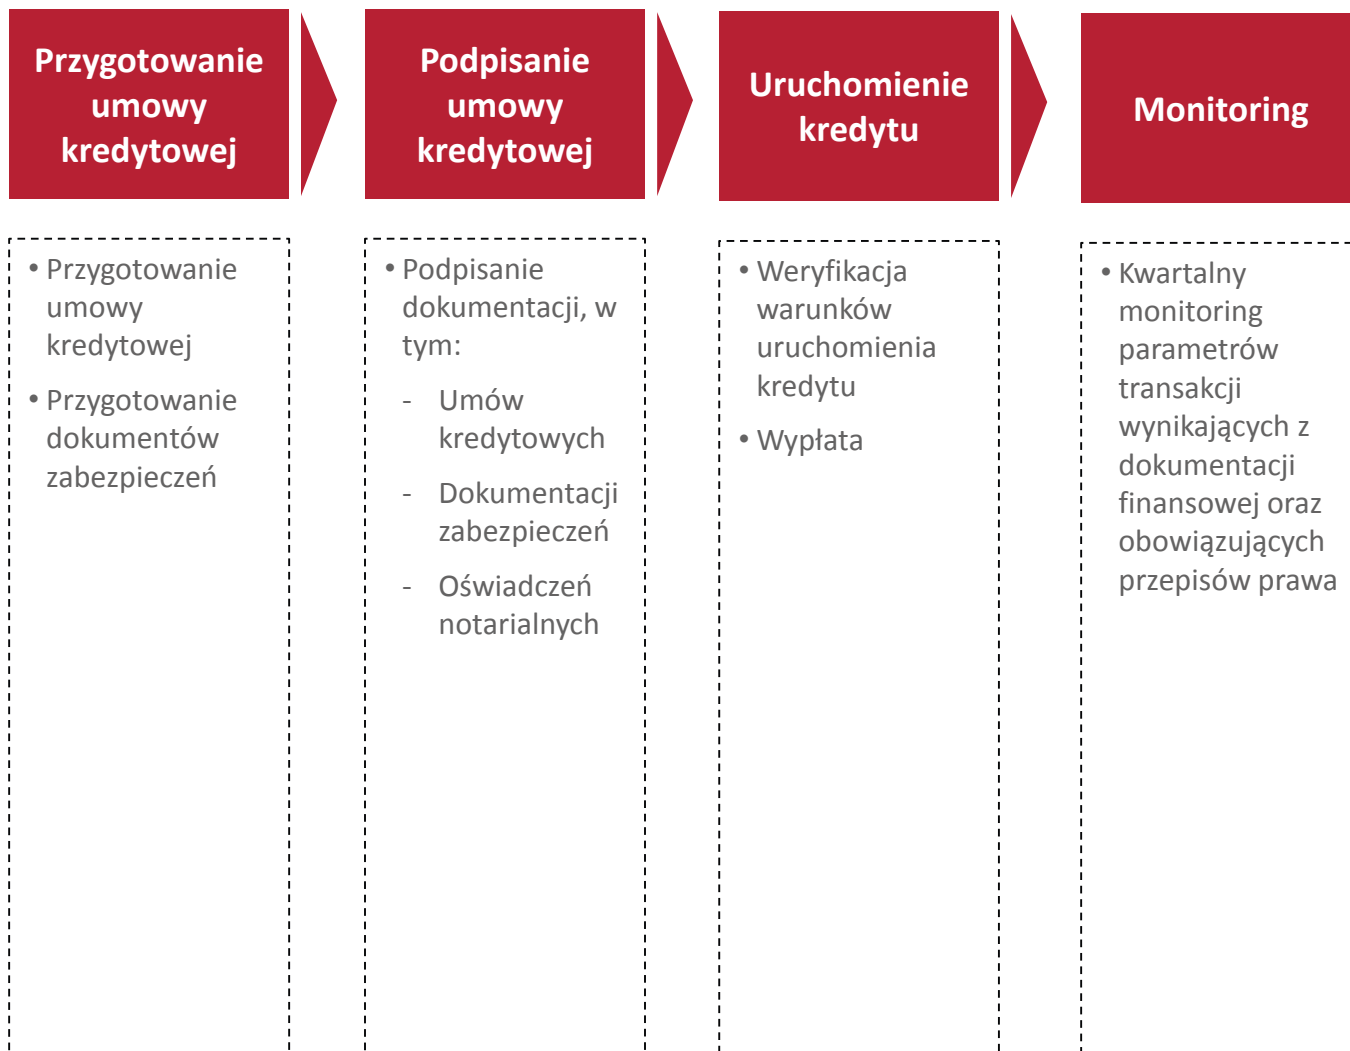 Przygotowanie
umowy
kredytowej
Podpisanie
umowy
kredytowej
Uruchomienie
kredytu
Monitoring
• Przygotowanie
umowy
kredytowej
• Przygotowanie
dokumentów
zabezpieczeń
• Podpisanie
dokumentacji, w
tym:
- Umów
kredytowych
- Dokumentacji
zabezpieczeń
- Oświadczeń
notarialnych
• Weryfikacja
warunków
uruchomienia
kredytu
• Wypłata
• Kwartalny
monitoring
parametrów
transakcji
wynikających z
dokumentacji
finansowej oraz
obowiązujących
przepisów prawa